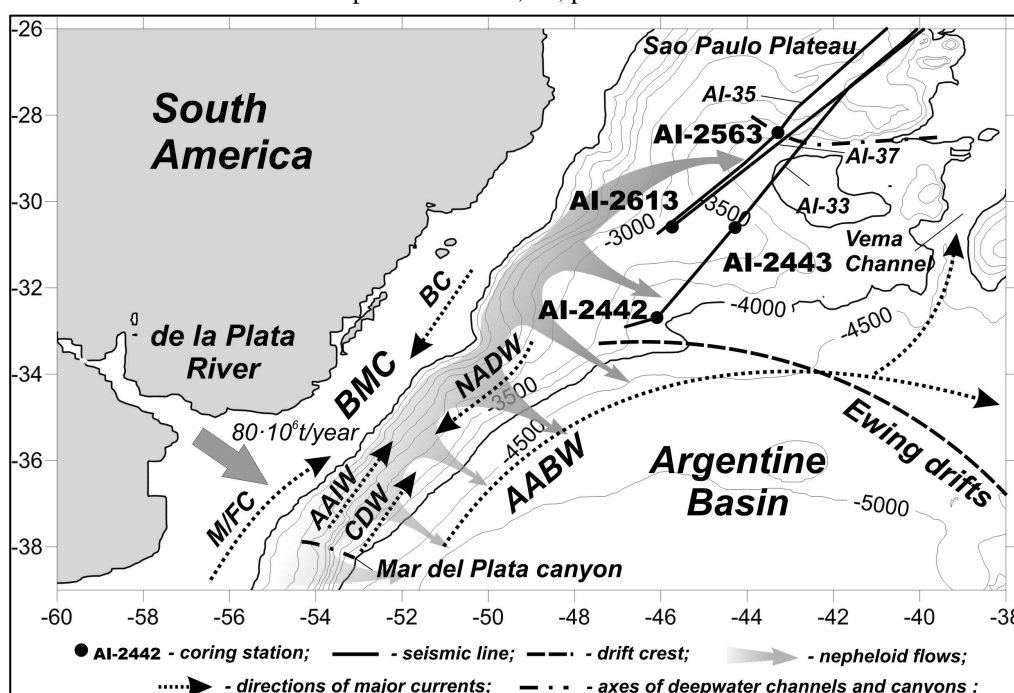 -26
-28
-30
-32
-34
-36
-38
-60
-58
-56
-54
-52
-50
-48
-46
-44
-42
-40
-38
South
America
Sao Paulo Plateau
AI-35
AI-2563
AI-37
AI-2613
AI-33
-3500
-3000
Vema
Channel
AI-2443
AI-2442
-4000
-4500
BC
de la Plata
River
BMC
NADW
-3500
80·10⁶t/year
-4500
AABW
Ewing drifts
Argentine
Basin
-5000
M/FC
AAIW
CDW
Mar del Plata canyon
AI-2442 - coring station; - seismic line; - drift crest; - nepheloid flows;
- directions of major currents; - axes of deepwater channels and canyons ;